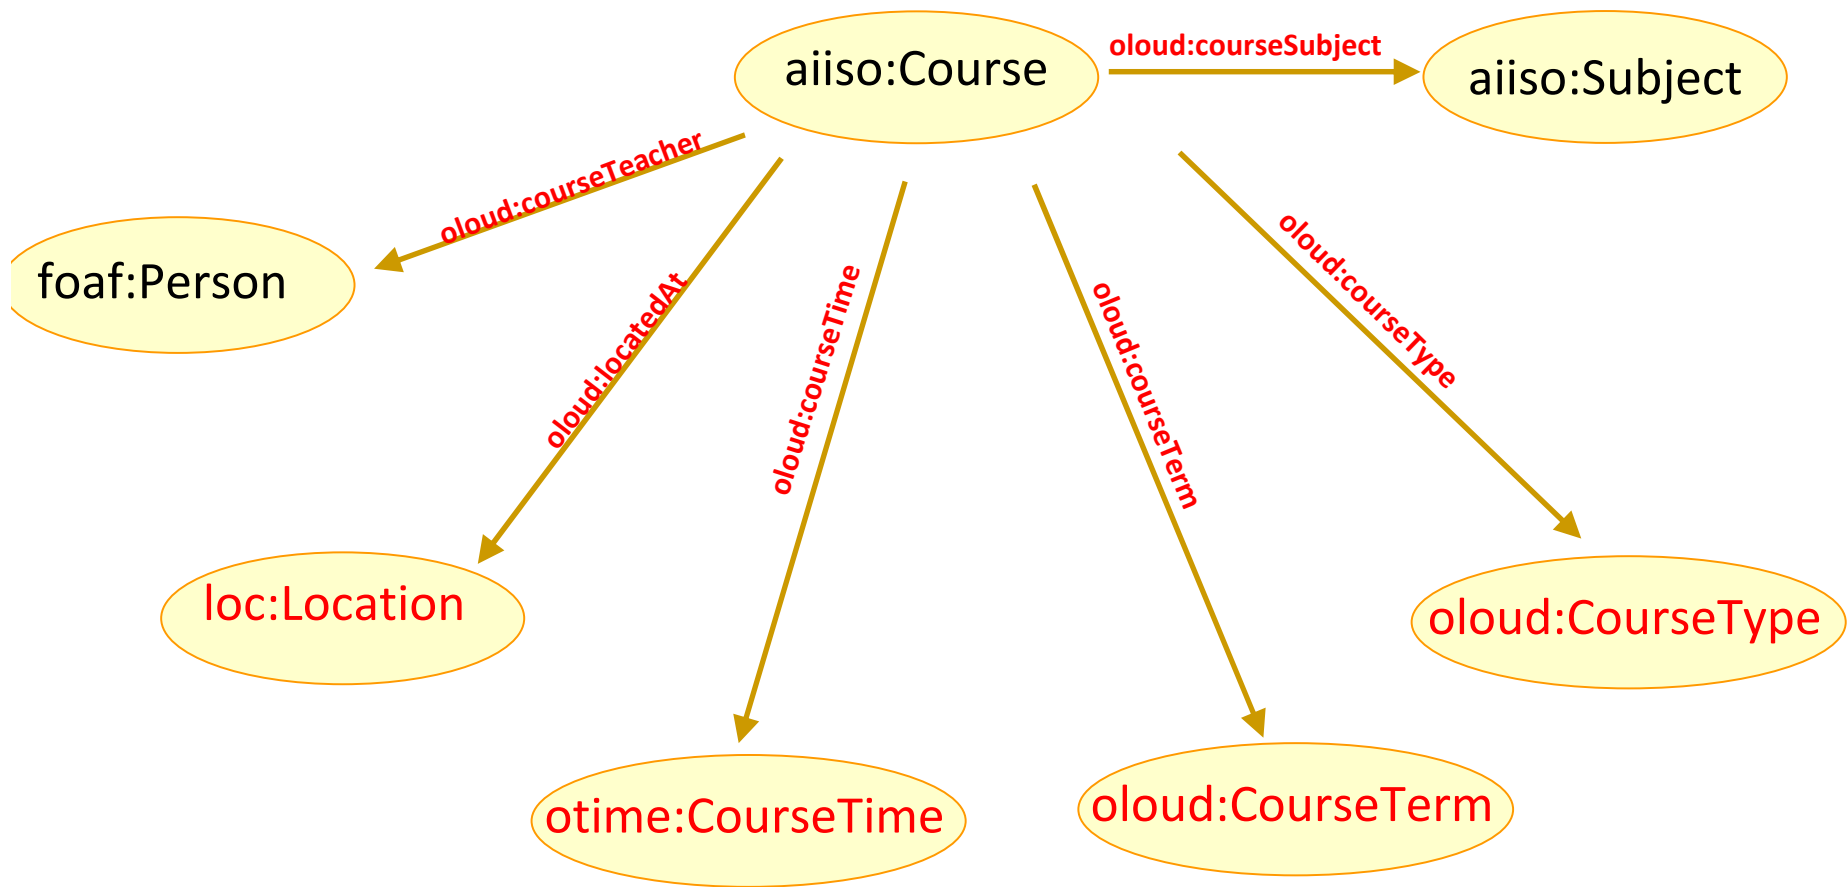 aiiso:Course
oloud:courseSubject
aiiso:Subject
oloud:courseTeacher
foaf:Person
oloud:locatedAt
oloud:courseTime
oloud:courseTerm
oloud:courseType
loc:Location
oloud:CourseType
otime:CourseTime
oloud:CourseTerm